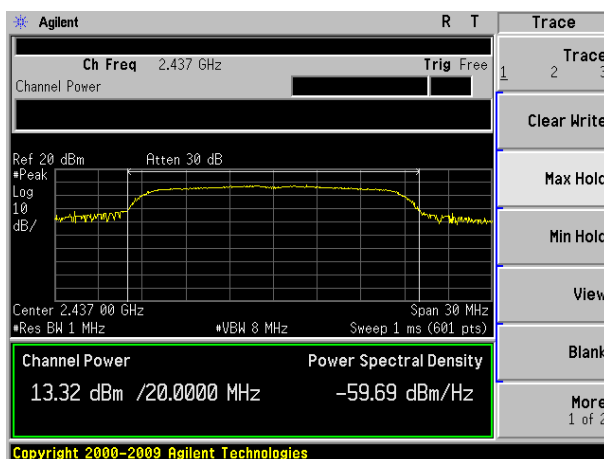 Agilent R T Trace
Ch Freq 2.437 GHz Trig Free
Channel Power
Trace
1 2 3
Clear Write
Max Hold
Min Hold
View
Blank
More
1 of 2
Ref 20 dBm Atten 30 dB
#Peak
Log
10
dB/
Center 2.437 00 GHz Span 30 MHz
#Res BW 1 MHz #VBW 8 MHz Sweep 1 ms (601 pts)
Channel Power Power Spectral Density
13.32 dBm /20.0000 MHz -59.69 dBm/Hz
Copyright 2000-2009 Agilent Technologies